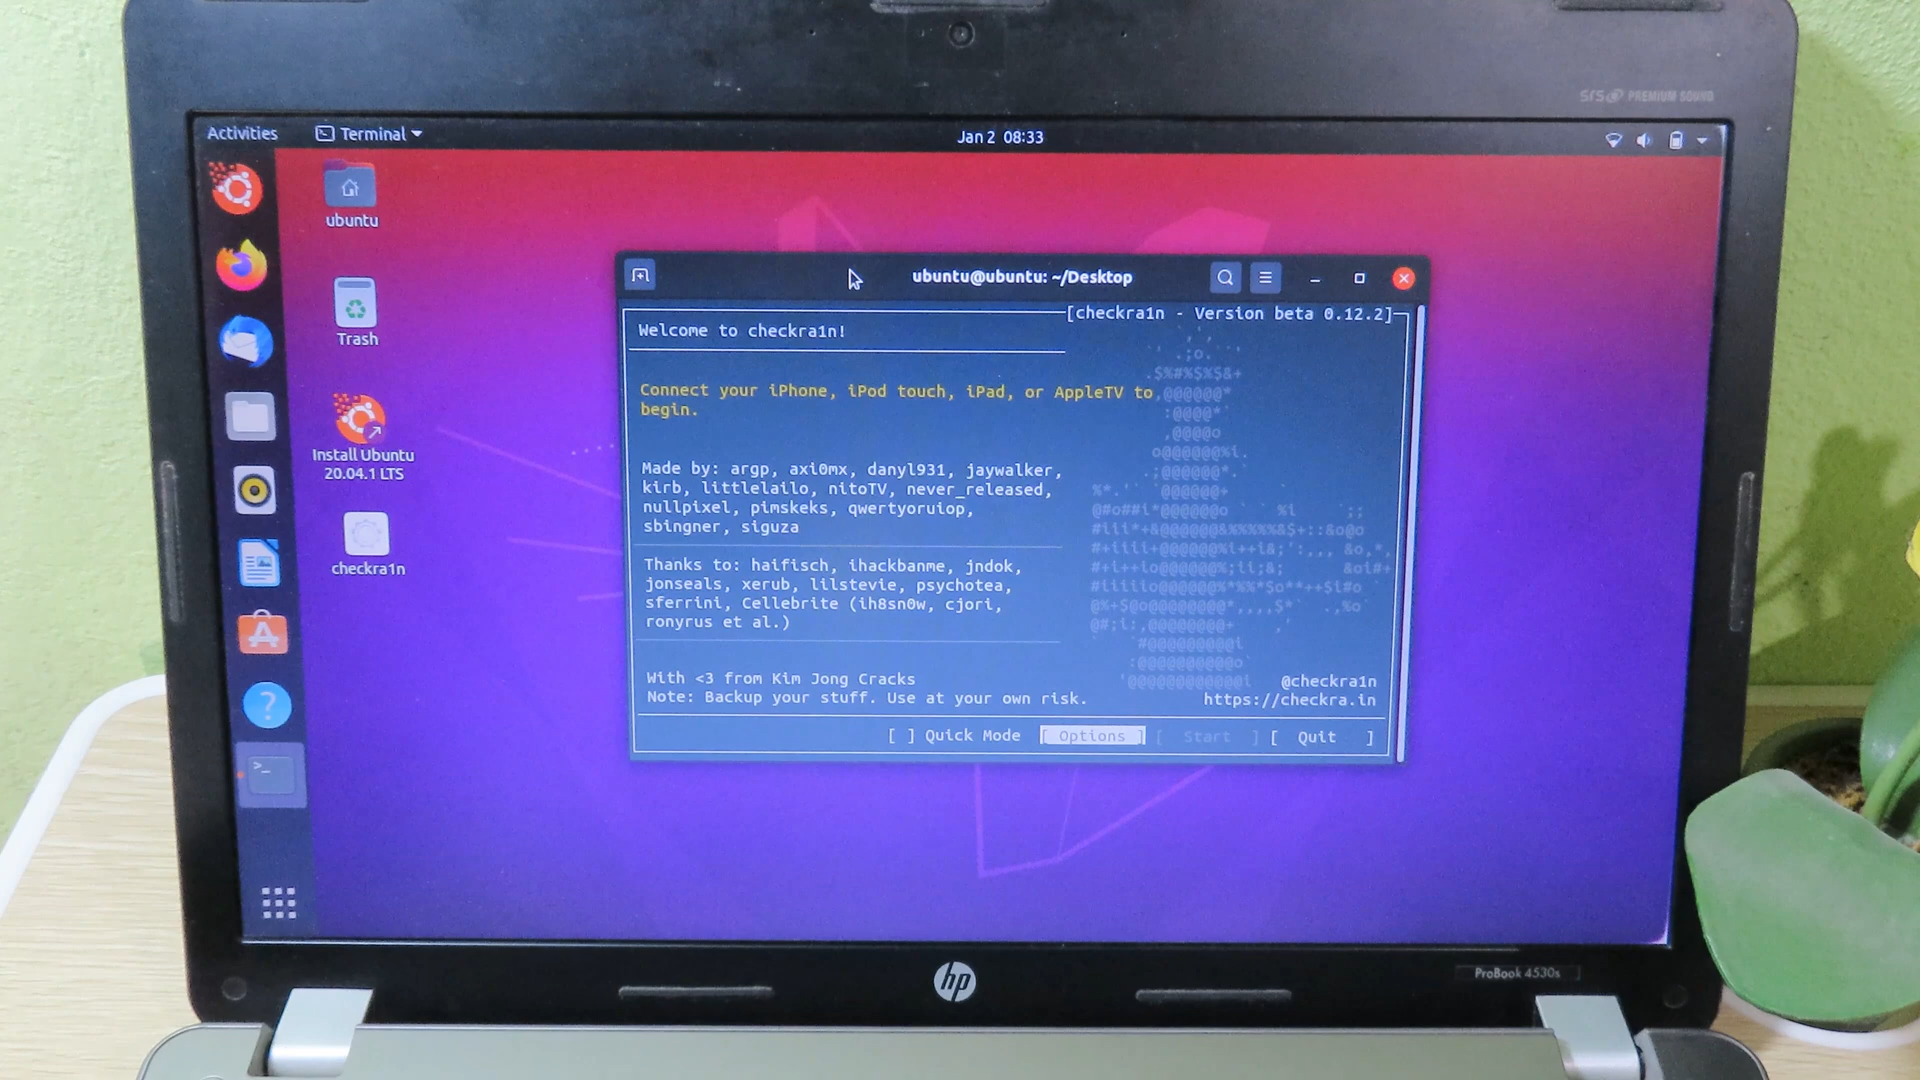 SRS PREMIUM SOUND
Activities
Terminal
Jan 2 08:33
ubuntu
Trash
Install Ubuntu
20.04.1 LTS
checkra1n
ubuntu@ubuntu: ~/Desktop
[checkra1n - Version beta 0.12.2]
Welcome to checkra1n!
Connect your iPhone, iPod touch, iPad, or AppleTV to
begin.
Made by: argp, axi0mx, danyl931, jaywalker,
kirb, littlelailo, nitoTV, never_released,
nullpixel, pimskeks, qwertyoruiop,
sbingner, siguza
Thanks to: haifisch, ihackbanme, jndok,
jonseals, xerub, lilstevie, psychotea,
sferrini, Cellebrite (ih8sn0w, cjori,
ronyrus et al.)
With <3 from Kim Jong Cracks
Note: Backup your stuff. Use at your own risk.
@checkra1n
https://checkra.in
[ ] Quick Mode [ Options ] [ Start ] [ Quit ]
hp
ProBook 4530s